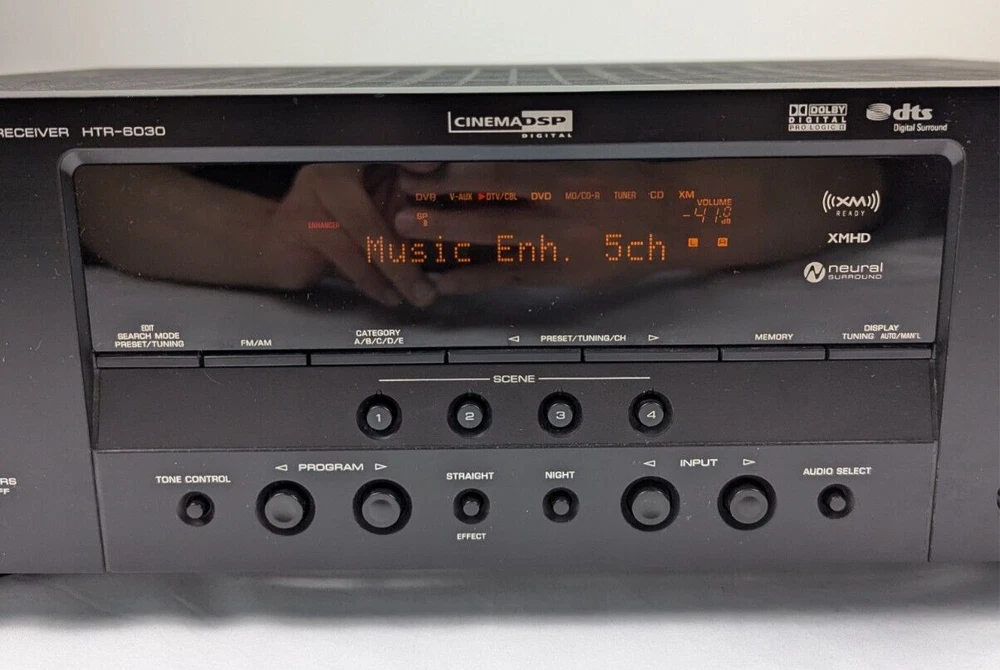 RECEIVER HTR-6030
CINEMADSP
DIGITAL
DOLBY
DIGITAL
PRO LOGIC II
dts
Digital Surround
DVR V-AUX DTV/CBL DVD MD/CD-R TUNER CD XM
VOLUME
SP
B
ENHANCER
Music Enh. 5ch
L R
((XM))
READY
XMHD
neural
SURROUND
EDIT
SEARCH MODE
PRESET/TUNING
FM/AM
CATEGORY
A/B/C/D/E
◁ PRESET/TUNING/CH ▷
MEMORY
DISPLAY
TUNING AUTO/MAN'L
SCENE
1 2 3 4
TONE CONTROL
◁ PROGRAM ▷
STRAIGHT
EFFECT
NIGHT
◁ INPUT ▷
AUDIO SELECT